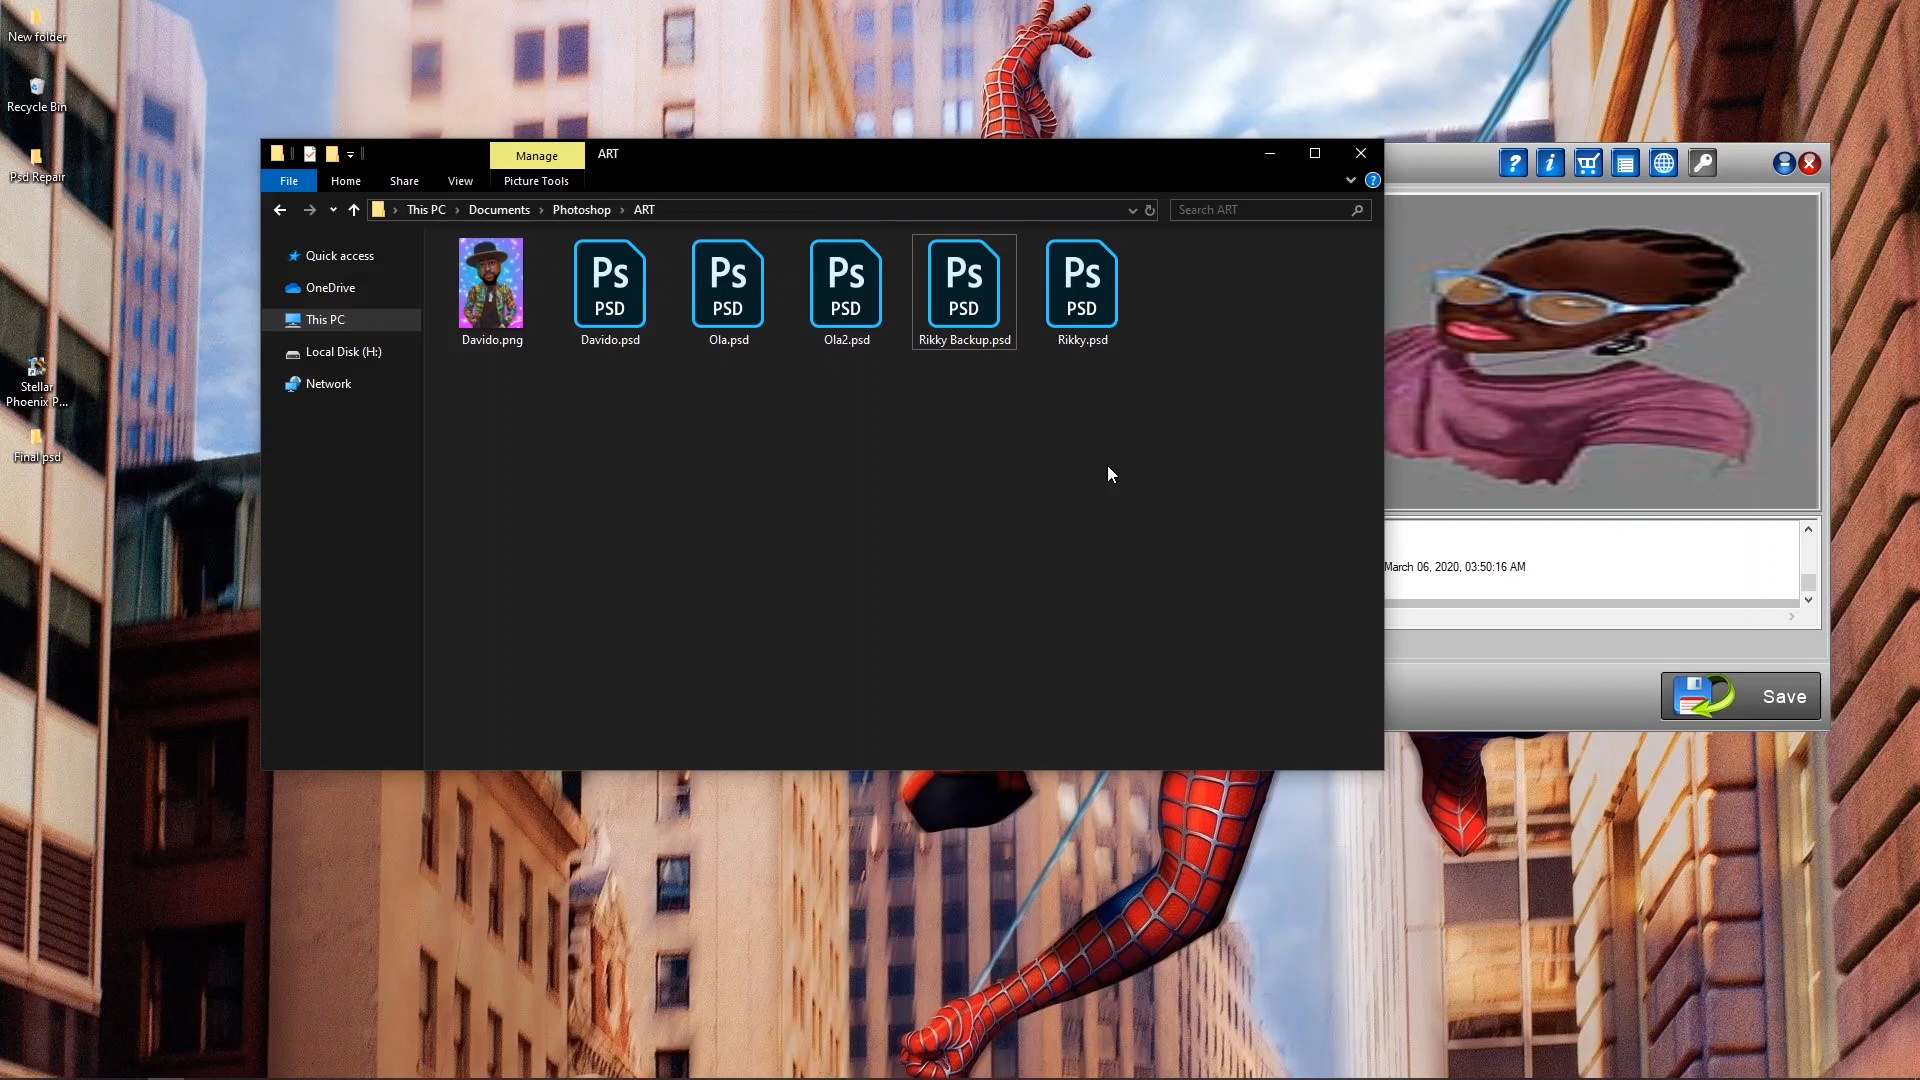 New folder
Recycle Bin
Psd Repair
Stellar
Phoenix P...
Final psd
Manage
ART
File
Home
Share
View
Picture Tools
This PC
Documents
Photoshop
ART
Search ART
Quick access
OneDrive
This PC
Local Disk (H:)
Network
Ps
PSD
Ps
PSD
Ps
PSD
Ps
PSD
Ps
PSD
Davido.png
Davido.psd
Ola.psd
Ola2.psd
Rikky Backup.psd
Rikky.psd
March 06, 2020, 03:50:16 AM
Save